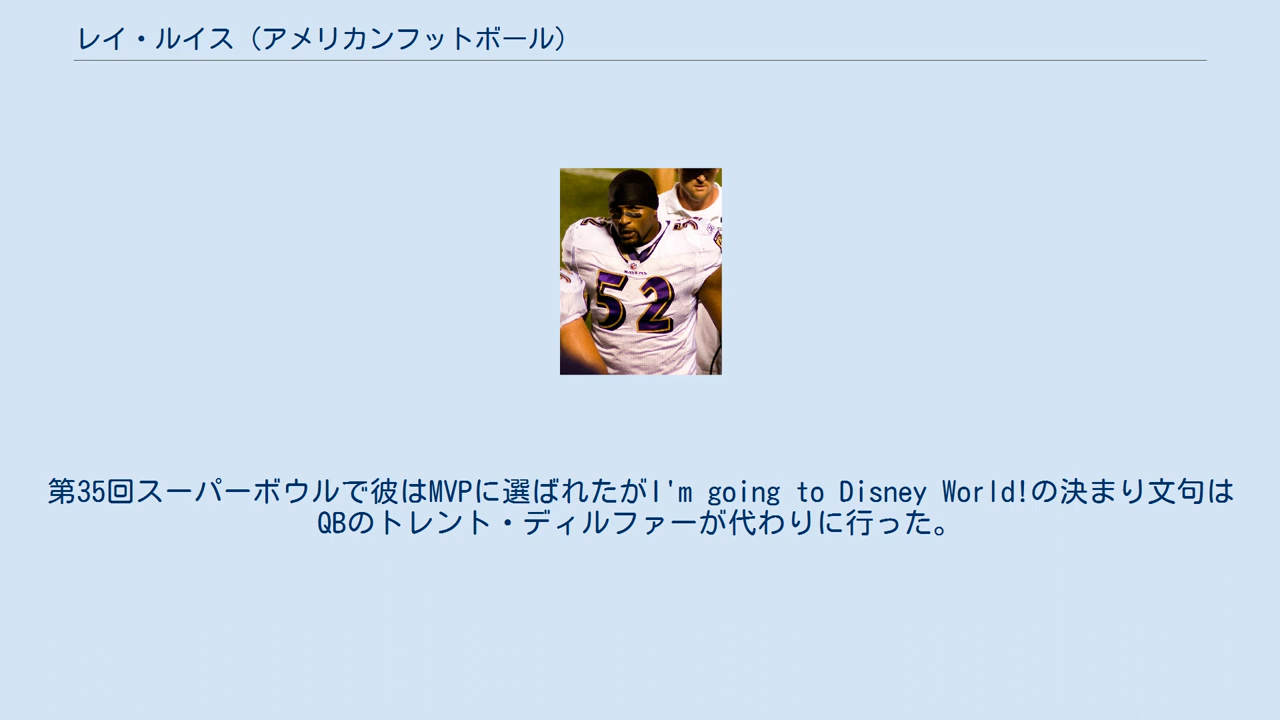 レイ・ルイス（アメリカンフットボール）
52
第35回スーパーボウルで彼はMVPに選ばれたがI'm going to Disney World!の決まり文句は
QBのトレント・ディルファーが代わりに行った。